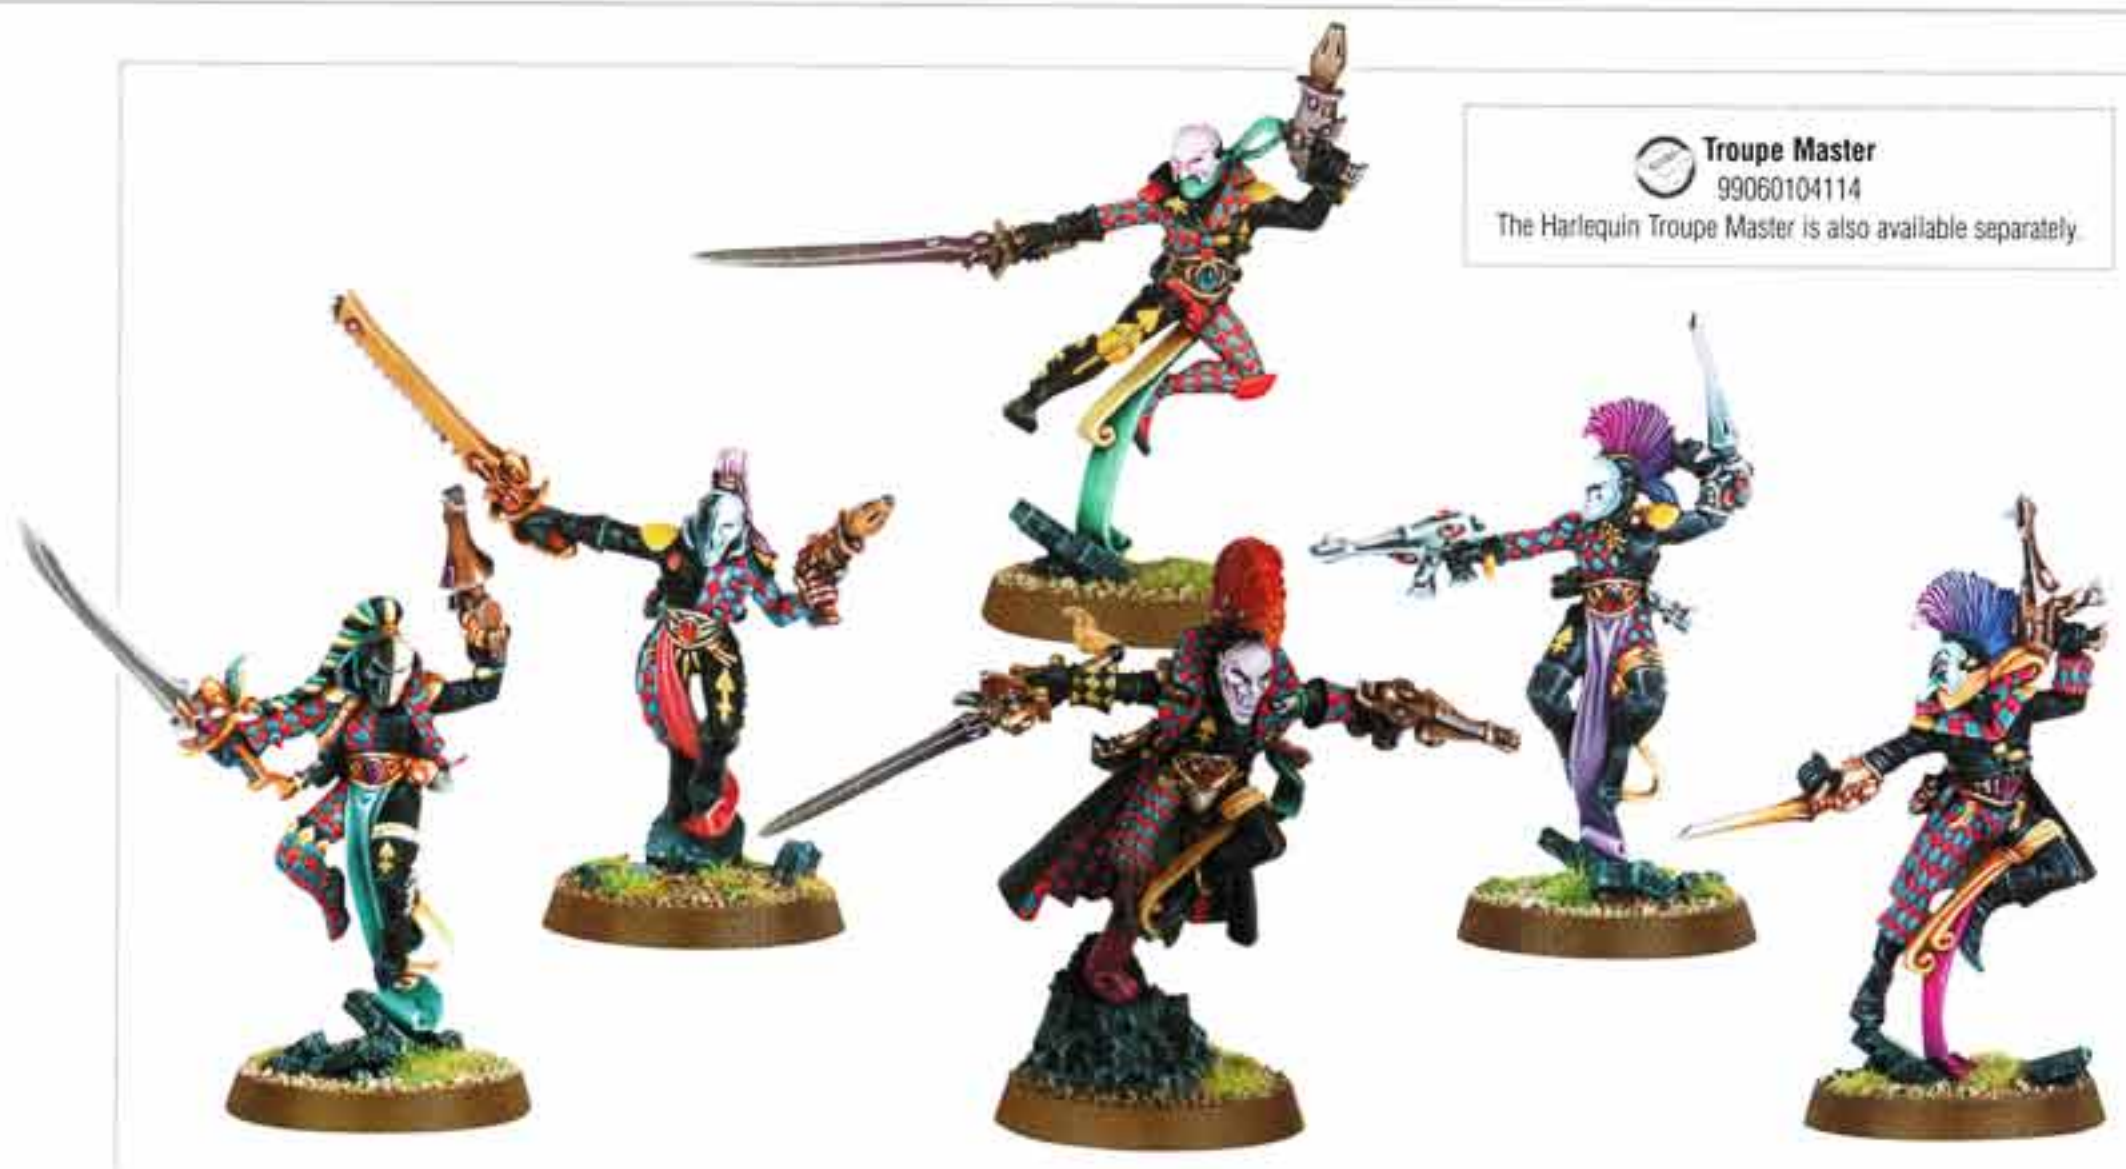 Troupe Master
99060104114
The Harlequin Troupe Master is also available separately.